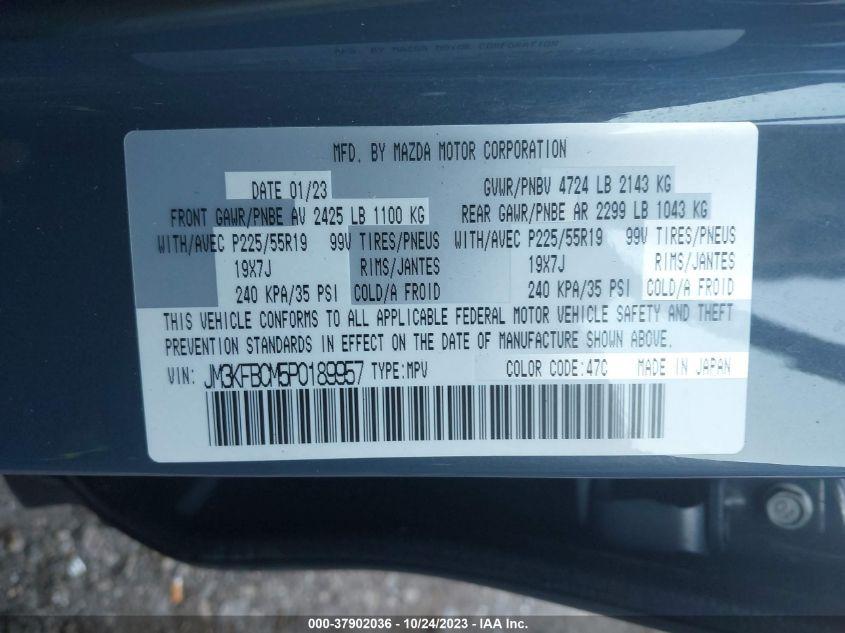 MFD. BY MAZDA MOTOR CORPORATION
MFD. BY MAZDA MOTOR CORPORATION
DATE 01/23 GVWR/PNBV 4724 LB 2143 KG
FRONT GAWR/PNBE AV 2425 LB 1100 KG REAR GAWR/PNBE AR 2299 LB 1043 KG
WITH/AVEC P225/55R19 99V TIRES/PNEUS WITH/AVEC P225/55R19 99V TIRES/PNEUS
19X7J RIMS/JANTES 19X7J RIMS/JANTES
240 KPA/35 PSI COLD/A FROID 240 KPA/35 PSI COLD/A FROID
THIS VEHICLE CONFORMS TO ALL APPLICABLE FEDERAL MOTOR VEHICLE SAFETY AND THEFT
PREVENTION STANDARDS IN EFFECT ON THE DATE OF MANUFACTURE SHOWN ABOVE.
VIN: JM3KFBCM5P0189957 TYPE:MPV COLOR CODE:47C MADE IN JAPAN
000-37902036 - 10/24/2023 - IAA Inc.